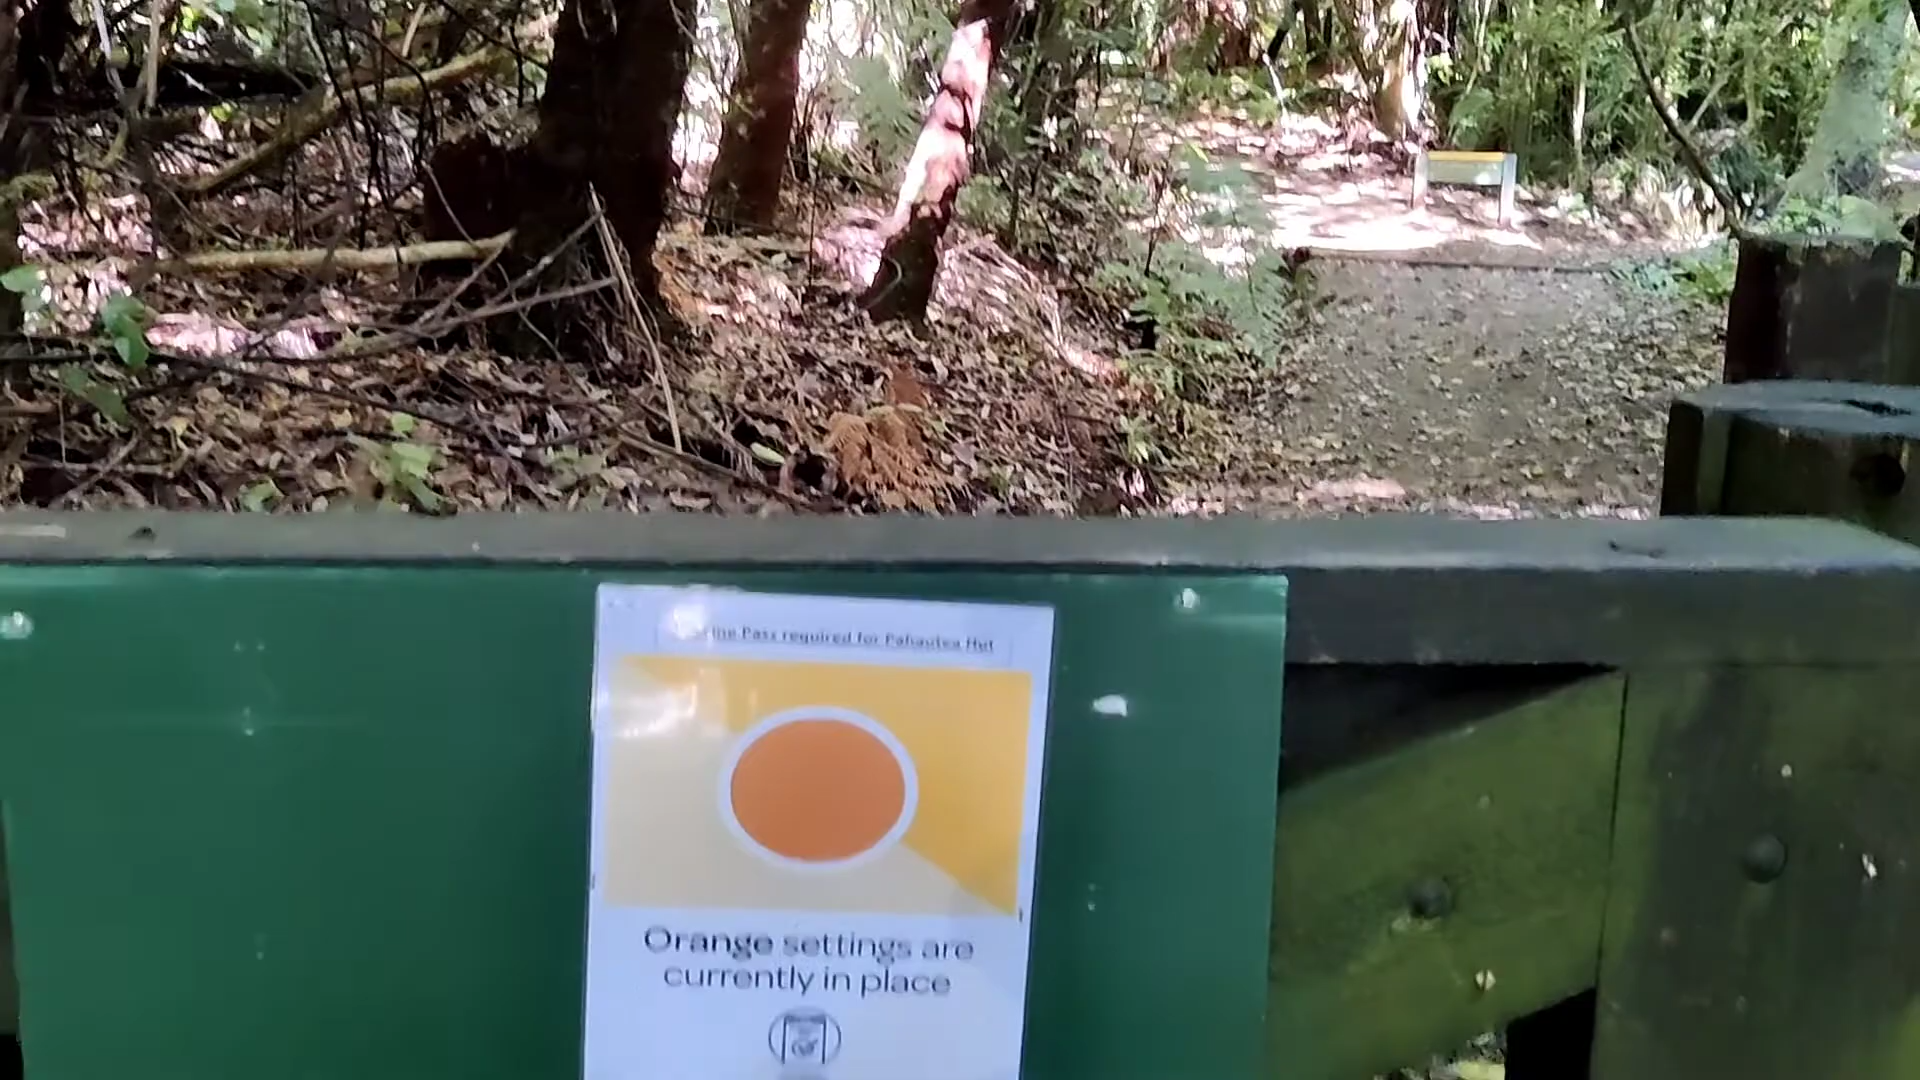 Pass required for Pahautea Hut
Orange settings are
currently in place